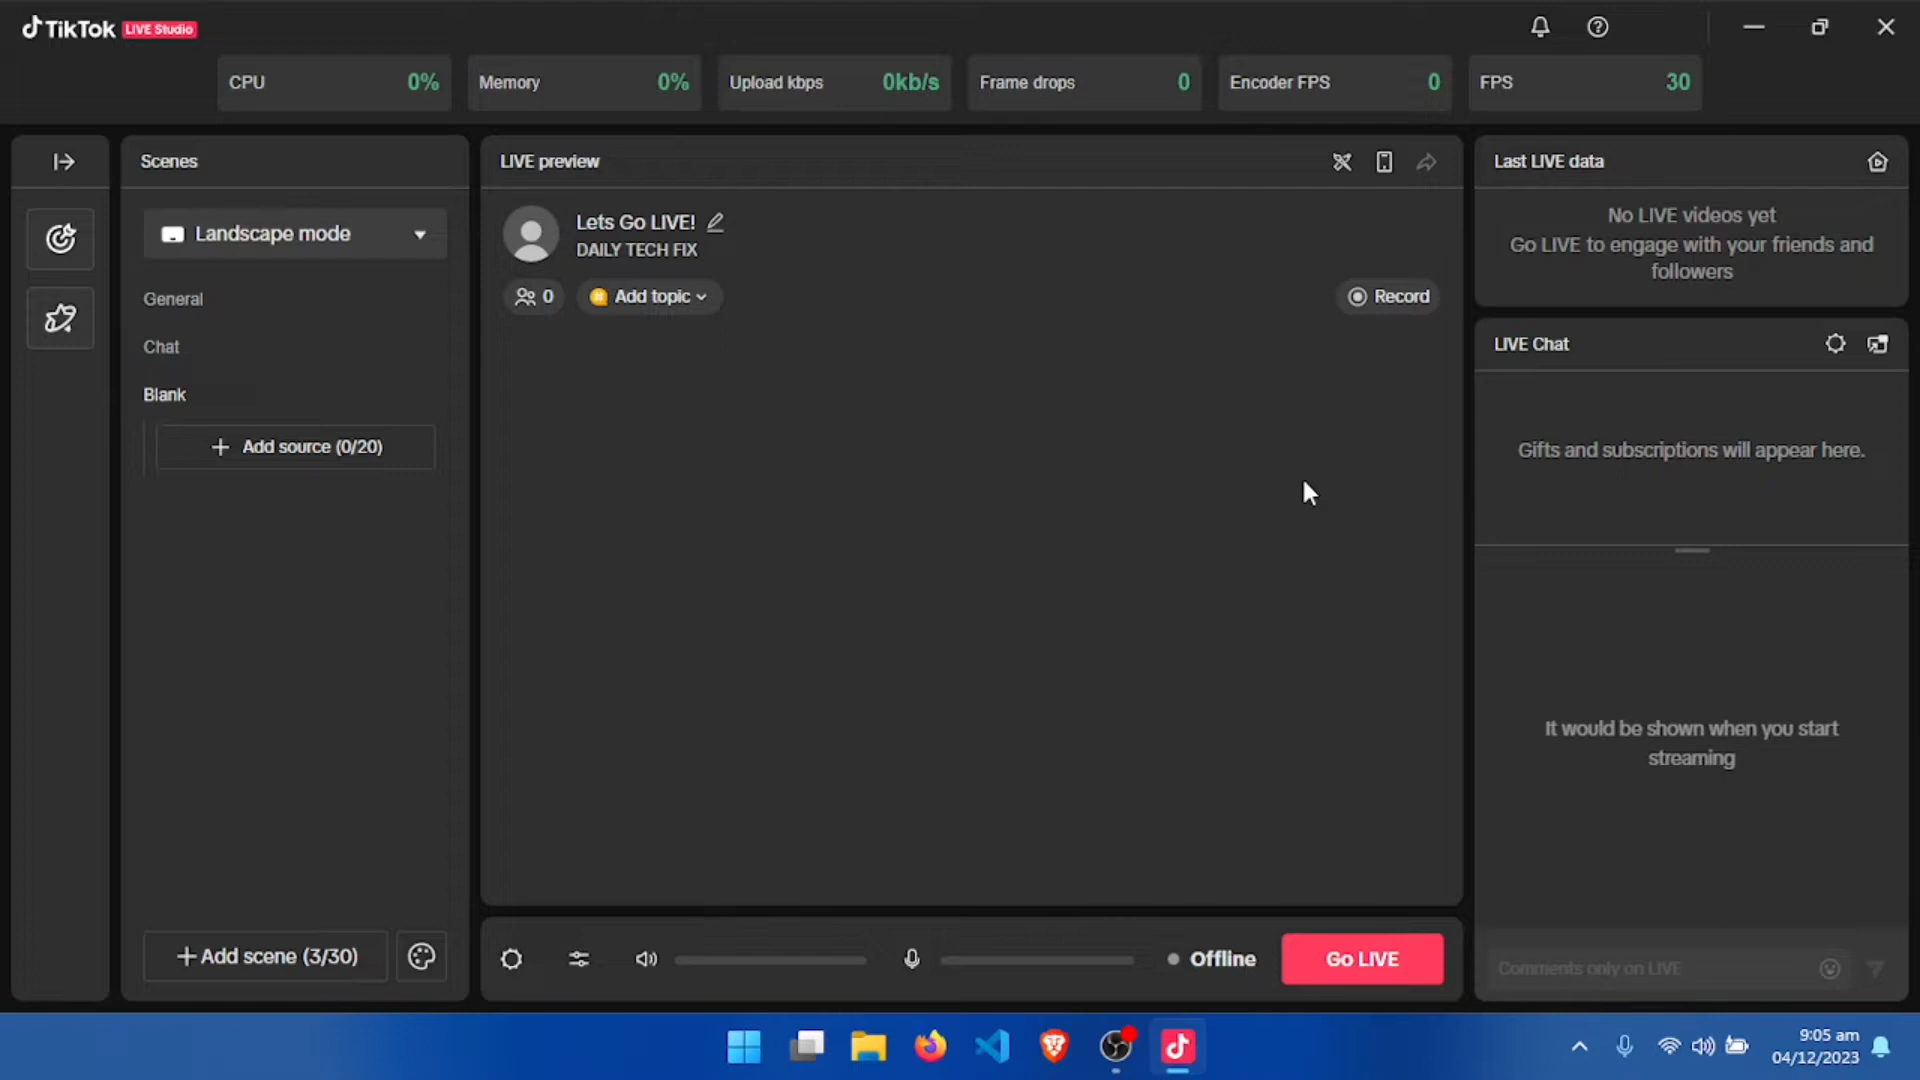 TikTok LIVE Studio
CPU 0%
Memory 0%
Upload kbps 0kb/s
Frame drops 0
Encoder FPS 0
FPS 30
Scenes
Landscape mode
General
Chat
Blank
+ Add source (0/20)
+ Add scene (3/30)
LIVE preview
Lets Go LIVE!
DAILY TECH FIX
0
# Add topic
Record
Offline
Go LIVE
Last LIVE data
No LIVE videos yet
Go LIVE to engage with your friends and
followers
LIVE Chat
Gifts and subscriptions will appear here.
It would be shown when you start
streaming
Comments only on LIVE
9:05 am
04/12/2023